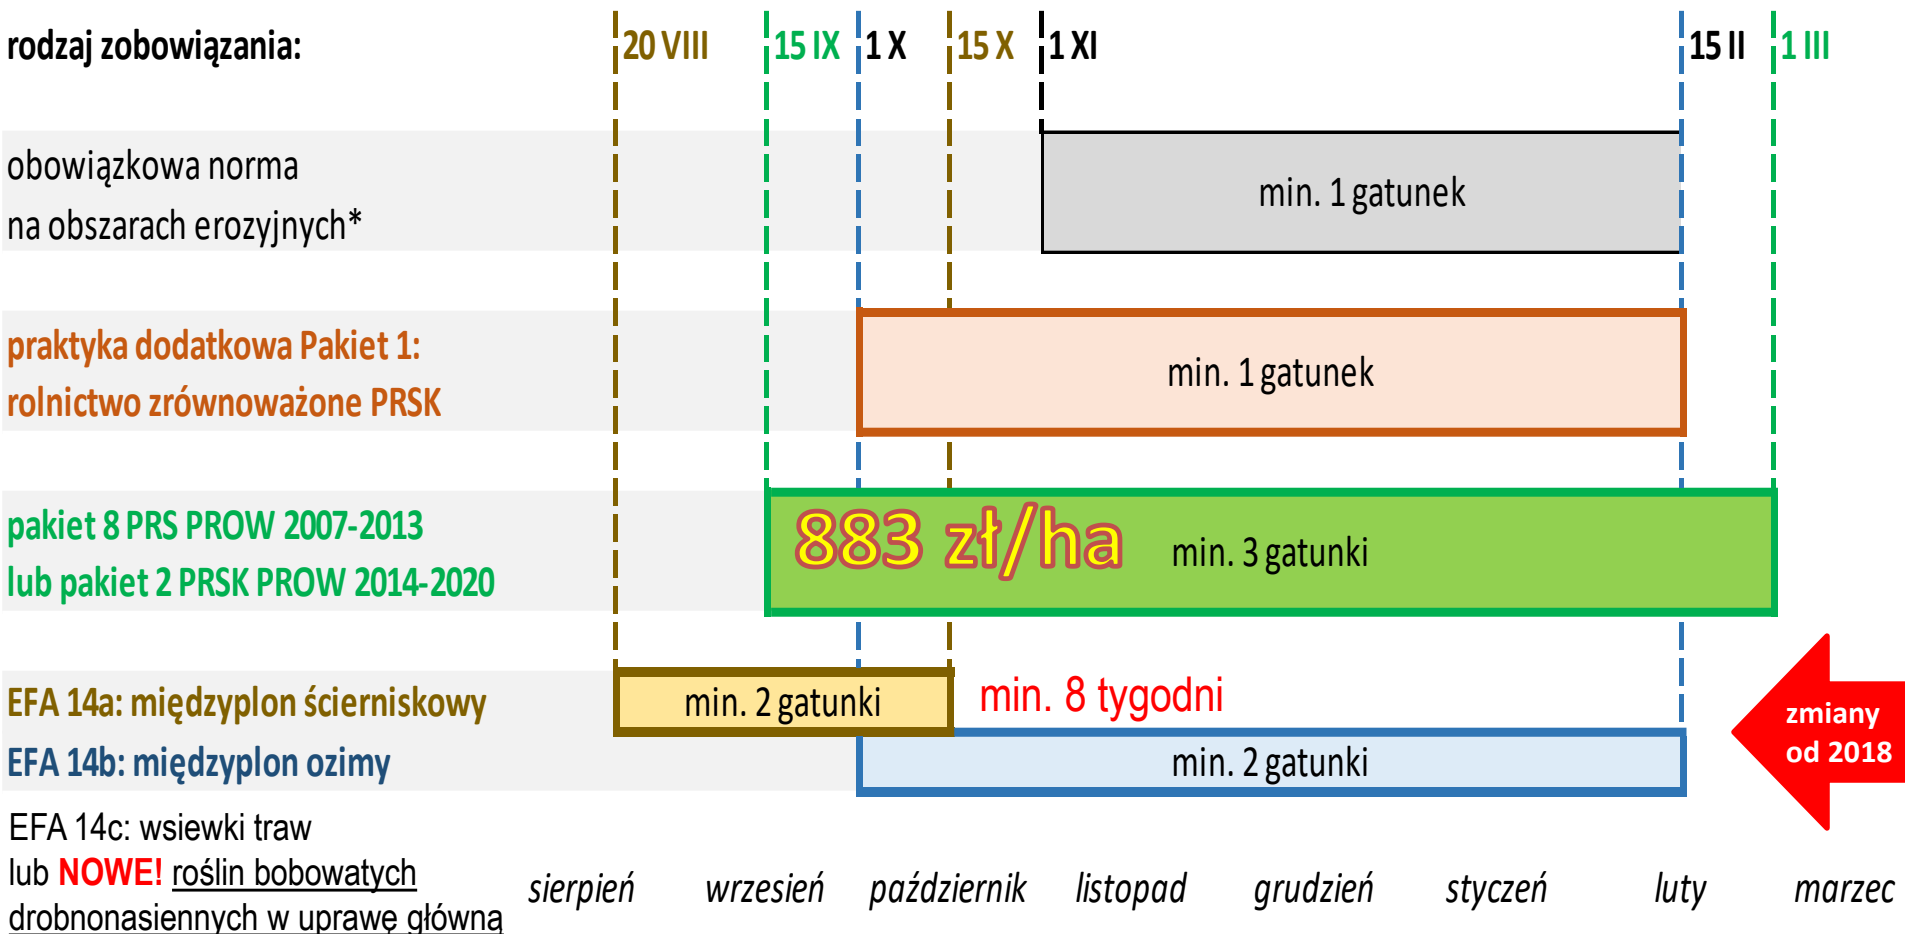 rodzaj zobowiązania:
20 VIII
15 IX
1 X
15 X
1 XI
15 II
1 III
obowiązkowa norma
na obszarach erozyjnych*
min. 1 gatunek
praktyka dodatkowa Pakiet 1:
rolnictwo zrównoważone PRSK
min. 1 gatunek
pakiet 8 PRS PROW 2007-2013
lub pakiet 2 PRSK PROW 2014-2020
883 zł/ha
min. 3 gatunki
EFA 14a: międzyplon ścierniskowy
min. 2 gatunki
min. 8 tygodni
EFA 14b: międzyplon ozimy
min. 2 gatunki
zmiany
od 2018
EFA 14c: wsiewki traw
lub NOWE! roślin bobowatych
drobnonasiennych w uprawę główną
sierpień
wrzesień
październik
listopad
grudzień
styczeń
luty
marzec